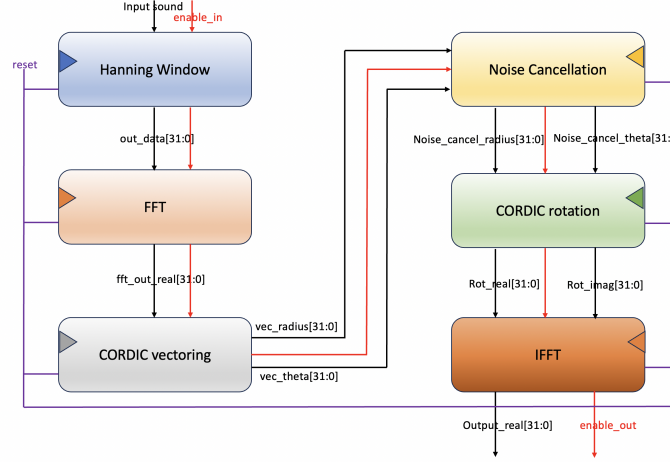 Input sound
enable_in
reset
Hanning Window
Noise Cancellation
out_data[31:0]
Noise_cancel_radius[31:0]
Noise_cancel_theta[31:
FFT
CORDIC rotation
fft_out_real[31:0]
Rot_real[31:0]
Rot_imag[31:0]
vec_radius[31:0]
CORDIC vectoring
IFFT
vec_theta[31:0]
Output_real[31:0]
enable_out